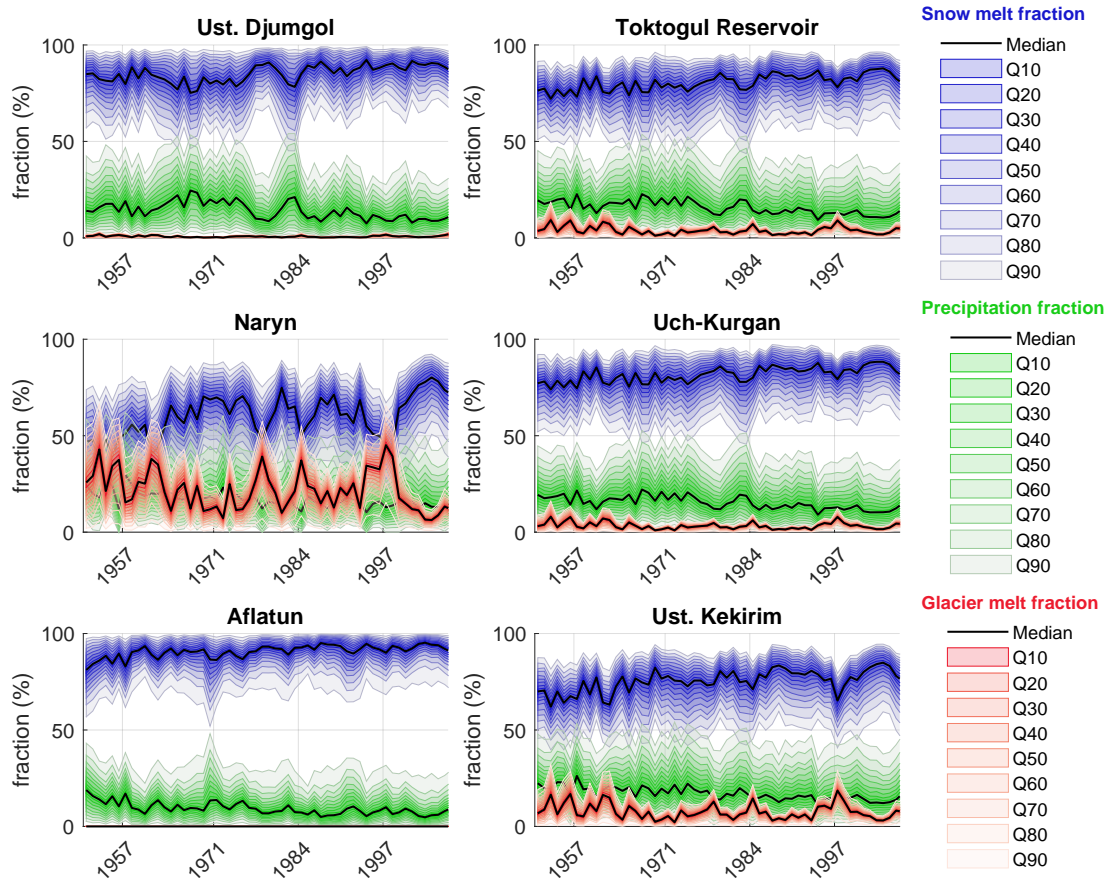 Ust. Djumgol
fraction (%)
100
50
0
1957
1971
1984
1997
Toktogul Reservoir
fraction (%)
100
50
0
1957
1971
1984
1997
Snow melt fraction
Median
Q10
Q20
Q30
Q40
Q50
Q60
Q70
Q80
Q90
Naryn
fraction (%)
100
50
0
1957
1971
1984
1997
Uch-Kurgan
fraction (%)
100
50
0
1957
1971
1984
1997
Precipitation fraction
Median
Q10
Q20
Q30
Q40
Q50
Q60
Q70
Q80
Q90
Aflatun
fraction (%)
100
50
0
1957
1971
1984
1997
Ust. Kekirim
fraction (%)
100
50
0
1957
1971
1984
1997
Glacier melt fraction
Median
Q10
Q20
Q30
Q40
Q50
Q60
Q70
Q80
Q90